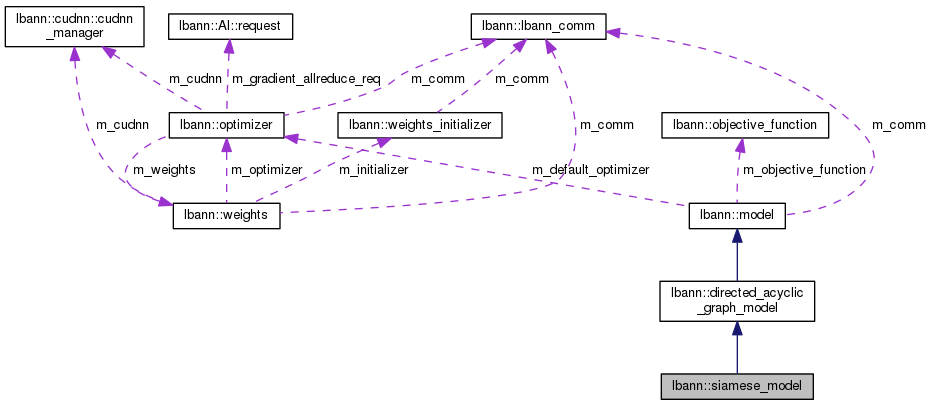 lbann::cudnn::cudnn
_manager
lbann::Al::request
lbann::lbann_comm
m_cudnn
m_gradient_allreduce_req
m_comm
m_comm
m_cudnn
lbann::optimizer
lbann::weights_initializer
m_comm
lbann::objective_function
m_comm
m_weights
m_optimizer
m_initializer
m_default_optimizer
m_objective_function
lbann::weights
lbann::model
lbann::directed_acyclic
_graph_model
lbann::siamese_model